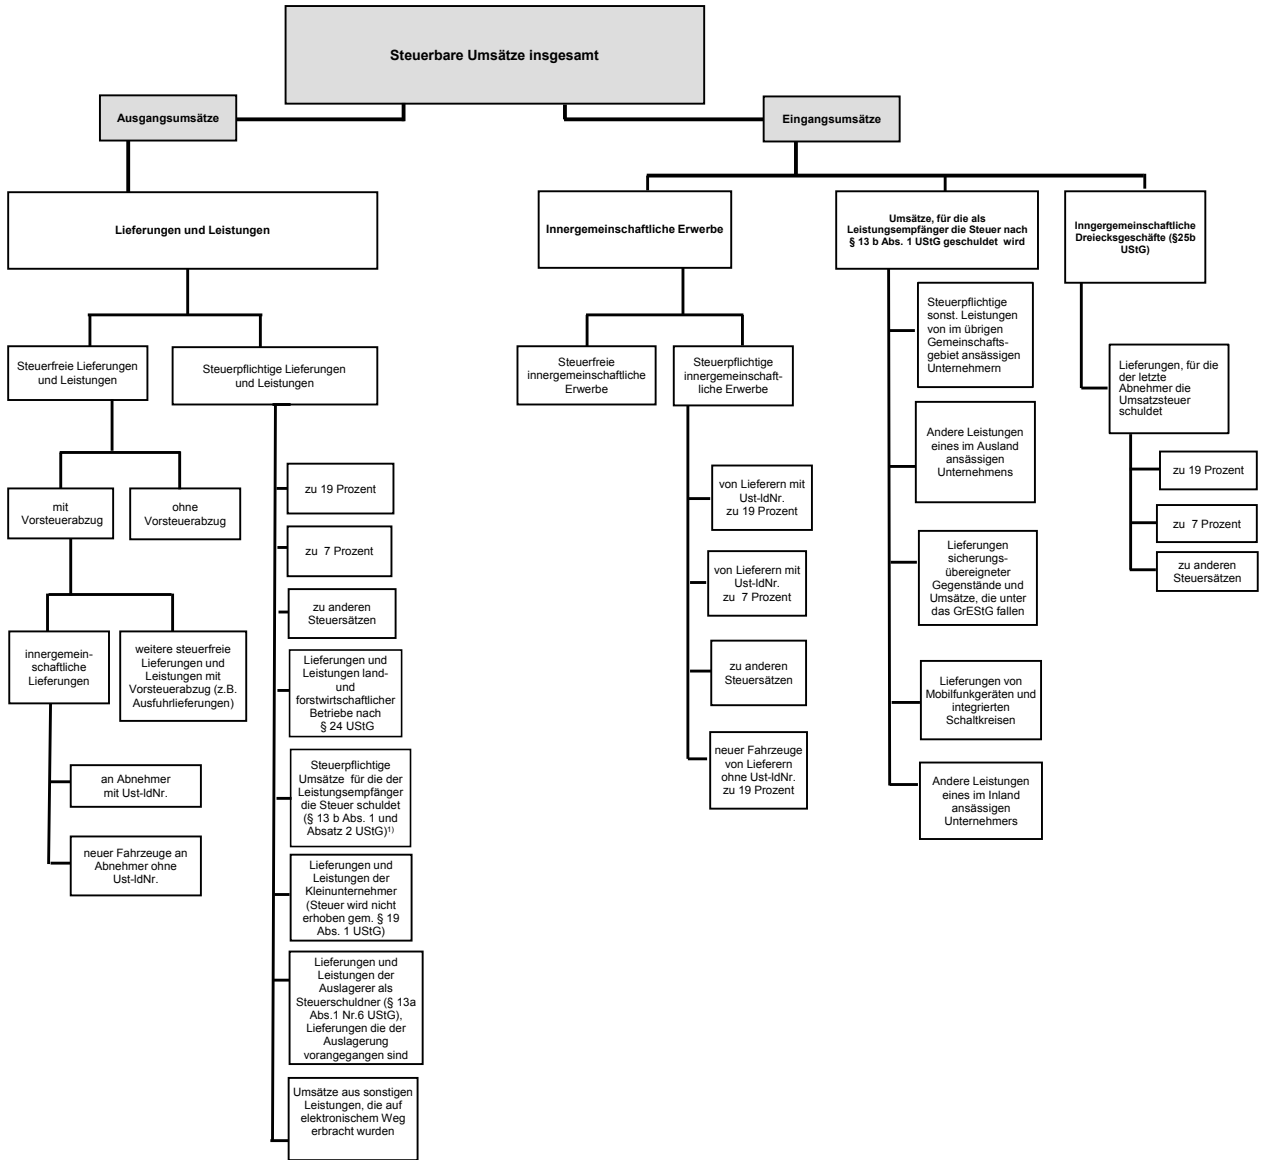 Steuerbare Umsätze insgesamt
Ausgangsumsätze
Eingangsumsätze
Lieferungen und Leistungen
Innergemeinschaftliche Erwerbe
Umsätze, für die als
Leistungsempfänger die Steuer nach
§ 13 b Abs. 1 UStG geschuldet wird
Inngergemeinschaftliche
Dreiecksgeschäfte (§25b
UStG)
Steuerfreie Lieferungen
und Leistungen
Steuerpflichtige Lieferungen
und Leistungen
Steuerfreie
innergemeinschaftliche
Erwerbe
Steuerpflichtige
innergemeinschaft-
liche Erwerbe
Steuerpflichtige
sonst. Leistungen
von im übrigen
Gemeinschafts-
gebiet ansässigen
Unternehmern
Lieferungen, für die
der letzte
Abnehmer die
Umsatzsteuer
schuldet
mit
Vorsteuerabzug
ohne
Vorsteuerabzug
zu 19 Prozent
zu 7 Prozent
zu anderen
Steuersätzen
von Lieferern mit
Ust-IdNr.
zu 19 Prozent
von Lieferern mit
Ust-IdNr.
zu 7 Prozent
Andere Leistungen
eines im Ausland
ansässigen
Unternehmens
zu 19 Prozent
zu 7 Prozent
zu anderen
Steuersätzen
Lieferungen
sicherungs-
übereigneter
Gegenstände und
Umsätze, die unter
das GrEStG fallen
innergemein-
schaftliche
Lieferungen
weitere steuerfreie
Lieferungen und
Leistungen mit
Vorsteuerabzug (z.B.
Ausfuhrlieferungen)
Lieferungen und
Leistungen land-
und
forstwirtschaftlicher
Betriebe nach
§ 24 UStG
zu anderen
Steuersätzen
Lieferungen von
Mobilfunkgeräten und
integrierten
Schaltkreisen
an Abnehmer
mit Ust-IdNr.
Steuerpflichtige
Umsätze für die der
Leistungsempfänger
die Steuer schuldet
(§ 13 b Abs. 1 und
Absatz 2 UStG)¹⁾
neuer Fahrzeuge
von Lieferern
ohne Ust-IdNr.
zu 19 Prozent
Andere Leistungen
eines im Inland
ansässigen
Unternehmers
neuer Fahrzeuge an
Abnehmer ohne
Ust-IdNr.
Lieferungen und
Leistungen der
Kleinunternehmer
(Steuer wird nicht
erhoben gem. § 19
Abs. 1 UStG)
Lieferungen und
Leistungen der
Auslagerer als
Steuerschuldner (§ 13a
Abs.1 Nr.6 UStG),
Lieferungen die der
Auslagerung
vorangegangen sind
Umsätze aus sonstigen
Leistungen, die auf
elektronischem Weg
erbracht wurden